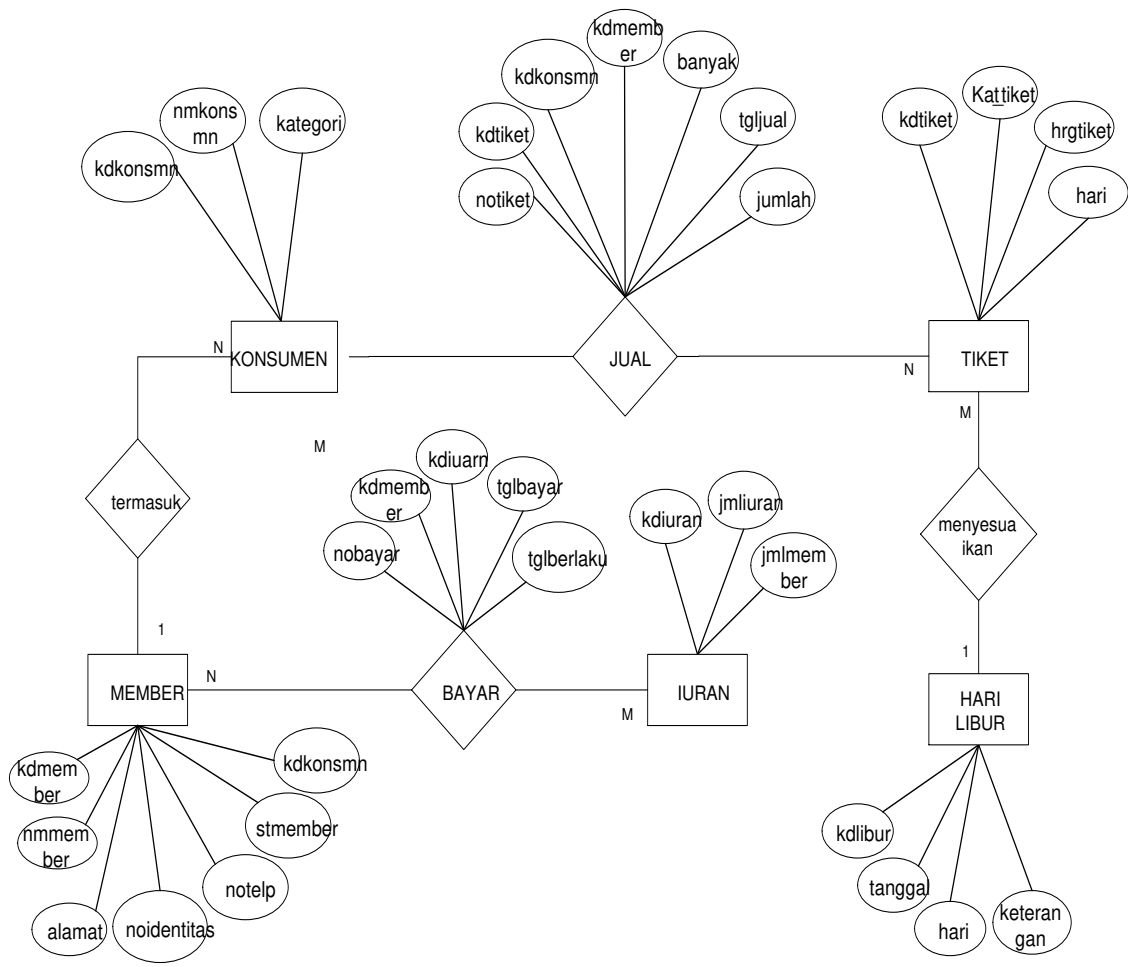 kdmemb
er
banyak
kdkonsmn
Kat_tiket
nmkons
mn
kategori
kdtiket
tgljual
kdtiket
hrgtiket
kdkonsmn
notiket
jumlah
hari
N
KONSUMEN
JUAL
N
TIKET
M
M
kdiuarn
kdmemb
er
tglbayar
termasuk
nobayar
tglberlaku
kdiuran
jmliuran
jmlmem
ber
menyesua
ikan
1
1
N
MEMBER
BAYAR
M
IURAN
HARI
LIBUR
kdmem
ber
kdkonsmn
nmmem
ber
stmember
kdlibur
notelp
tanggal
alamat
noidentitas
hari
keteran
gan